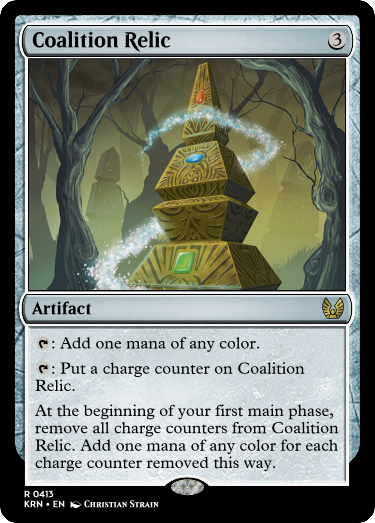 Coalition Relic 3
Artifact
: Add one mana of any color.
: Put a charge counter on Coalition
Relic.
At the beginning of your first main phase,
remove all charge counters from Coalition
Relic. Add one mana of any color for each
charge counter removed this way.
R 0413
KRN • EN Christian Strain